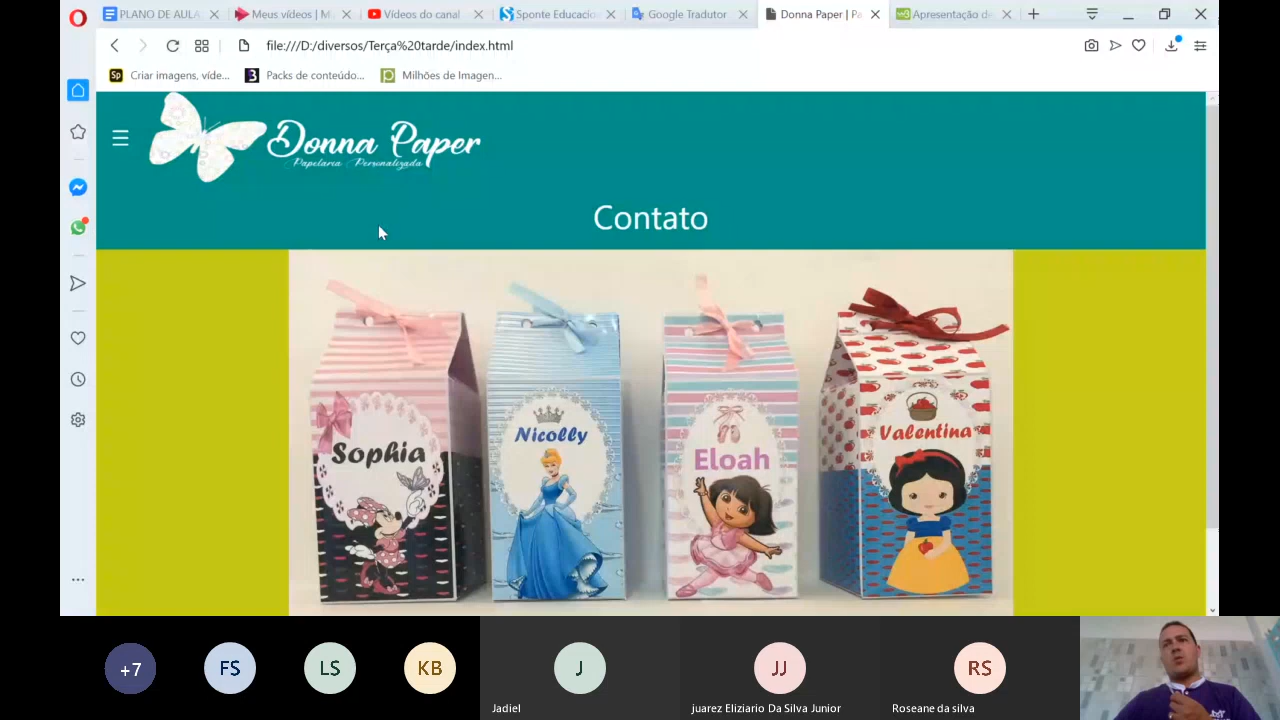 PLANO DE AULA
Meus vídeos | M
Vídeos do canal
Sponte Educacio
Google Tradutor
Donna Paper | Pa
Apresentação de
file:///D:/diversos/Terça%20tarde/index.html
Sp
Criar imagens, víde...
Packs de conteúdo...
Milhões de Imagen...
Donna Paper
Papelaria Personalizada
Contato
Sophia
Nicolly
Eloah
Valentina
+7
FS
LS
KB
J
JJ
RS
Jadiel
juarez Eliziario Da Silva Junior
Roseane da silva